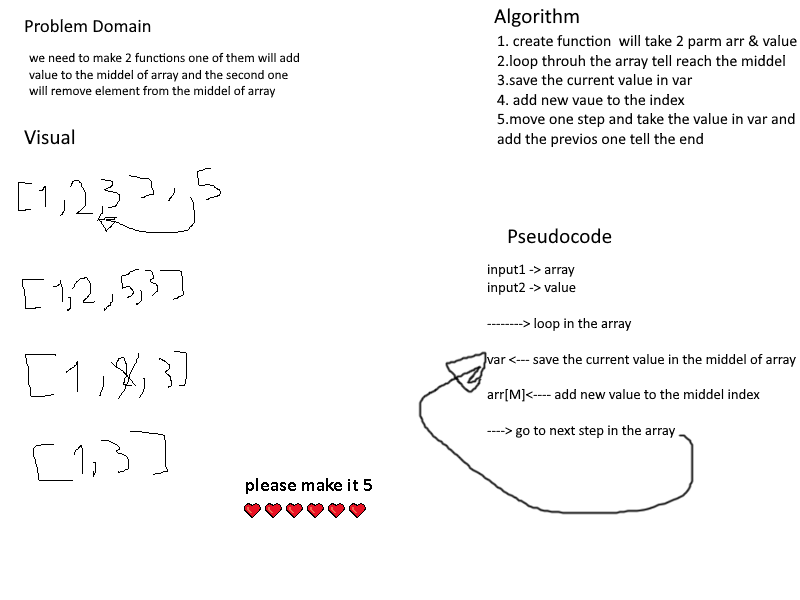 Problem Domain
we need to make 2 functions one of them will add
value to the middel of array and the second one
will remove element from the middel of array
Visual
[1,2,3], 5
[1,2,5,3]
[1,2,3]
[1,3]
please make it 5
Algorithm
1. create function will take 2 parm arr & value
2.loop throuh the array tell reach the middel
3.save the current value in var
4. add new vaue to the index
5.move one step and take the value in var and
add the previos one tell the end
Pseudocode
input1 -> array
input2 -> value
--------> loop in the array
var <--- save the current value in the middel of array
arr[M]<---- add new value to the middel index
----> go to next step in the array